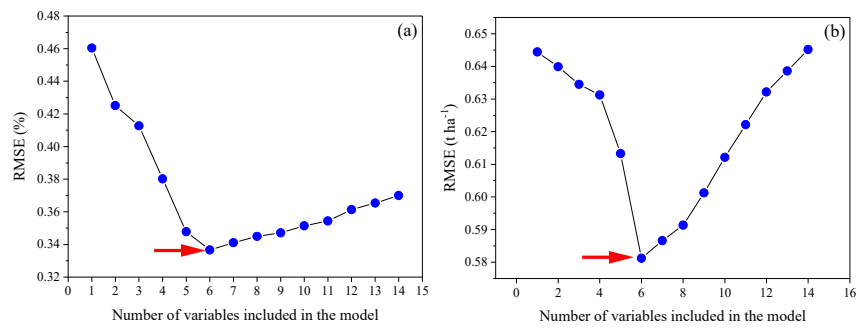 (a)
RMSE (%)
0.48
0.46
0.44
0.42
0.40
0.38
0.36
0.34
0.32
0 1 2 3 4 5 6 7 8 9 10 11 12 13 14 15
Number of variables included in the model
(b)
RMSE (t ha⁻¹)
0.65
0.64
0.63
0.62
0.61
0.60
0.59
0.58
0 2 4 6 8 10 12 14 16
Number of variables included in the model